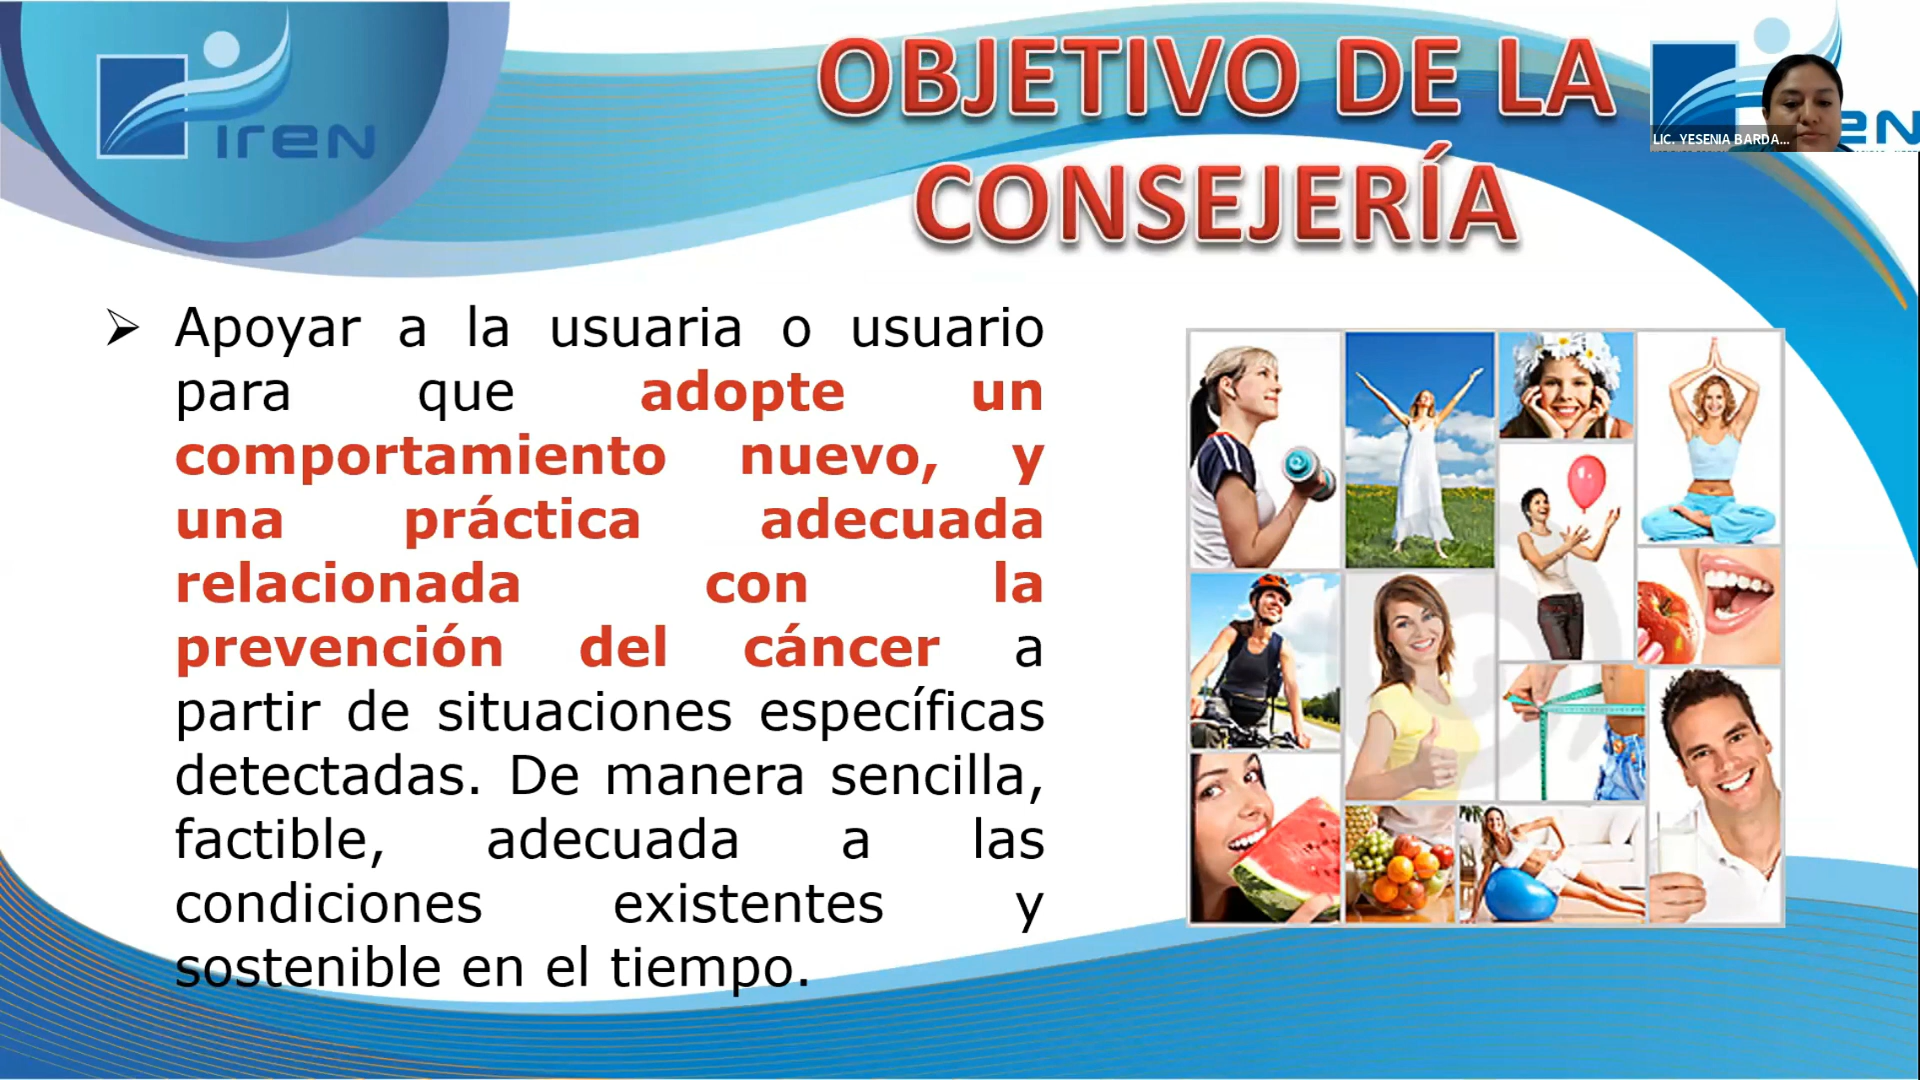 iren
OBJETIVO DE LA
CONSEJERÍA
LIC. YESENIA BARDA...
eN
➢ Apoyar a la usuaria o usuario
para que adopte un
comportamiento nuevo, y
una práctica adecuada
relacionada con la
prevención del cáncer a
partir de situaciones específicas
detectadas. De manera sencilla,
factible, adecuada a las
condiciones existentes y
sostenible en el tiempo.